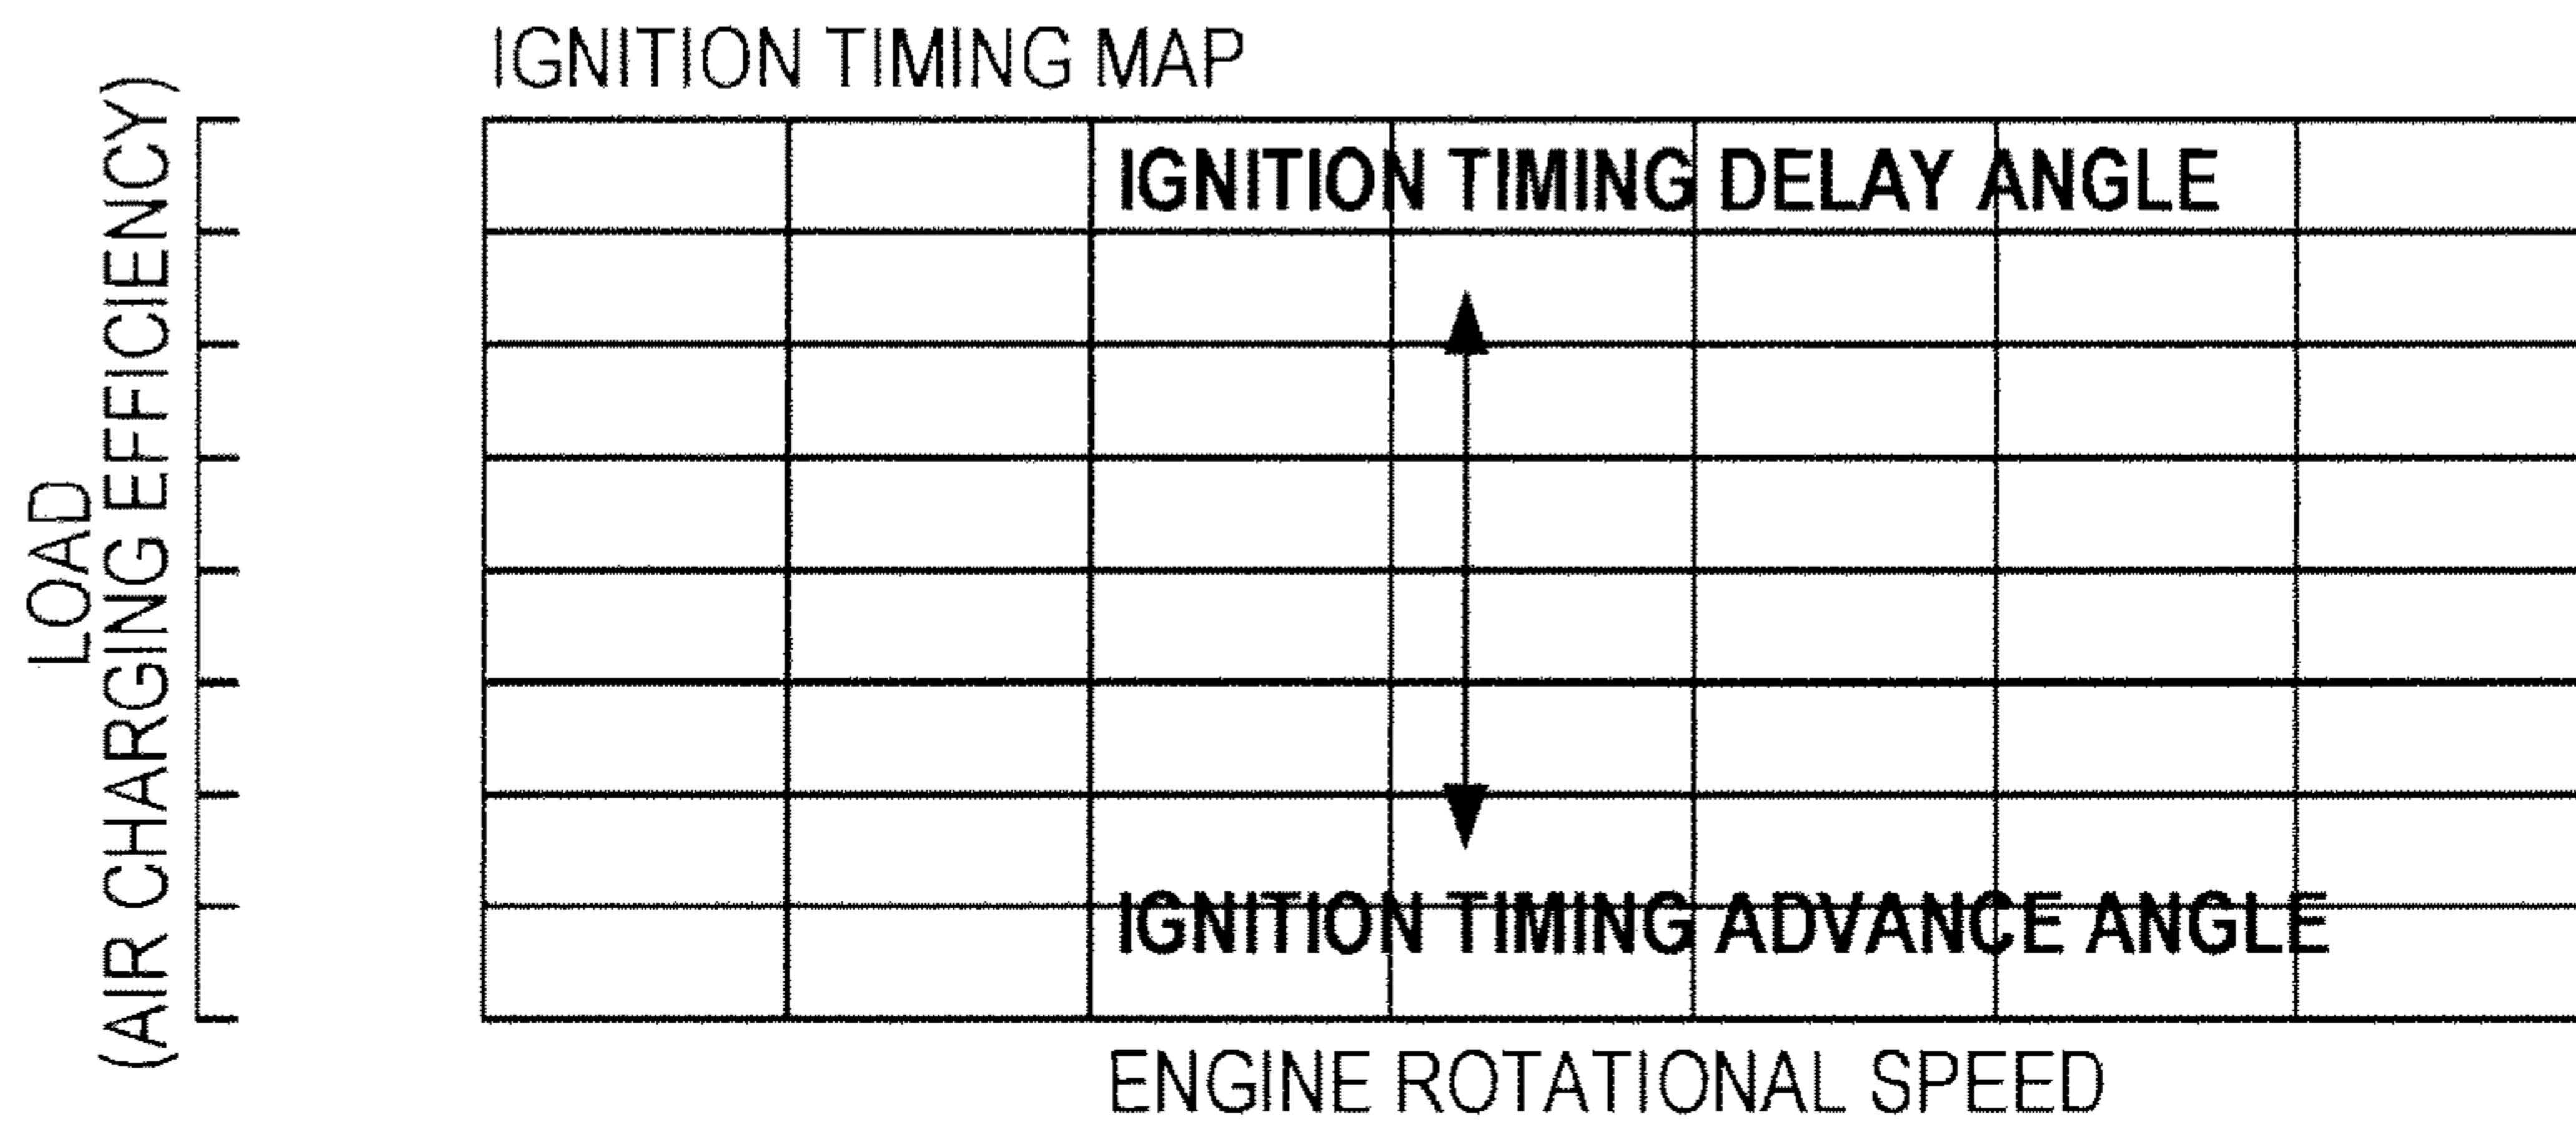 IGNITION TIMING MAP
LOAD
(AIR CHARGING EFFICIENCY)
IGNITION TIMING DELAY ANGLE
IGNITION TIMING ADVANCE ANGLE
ENGINE ROTATIONAL SPEED